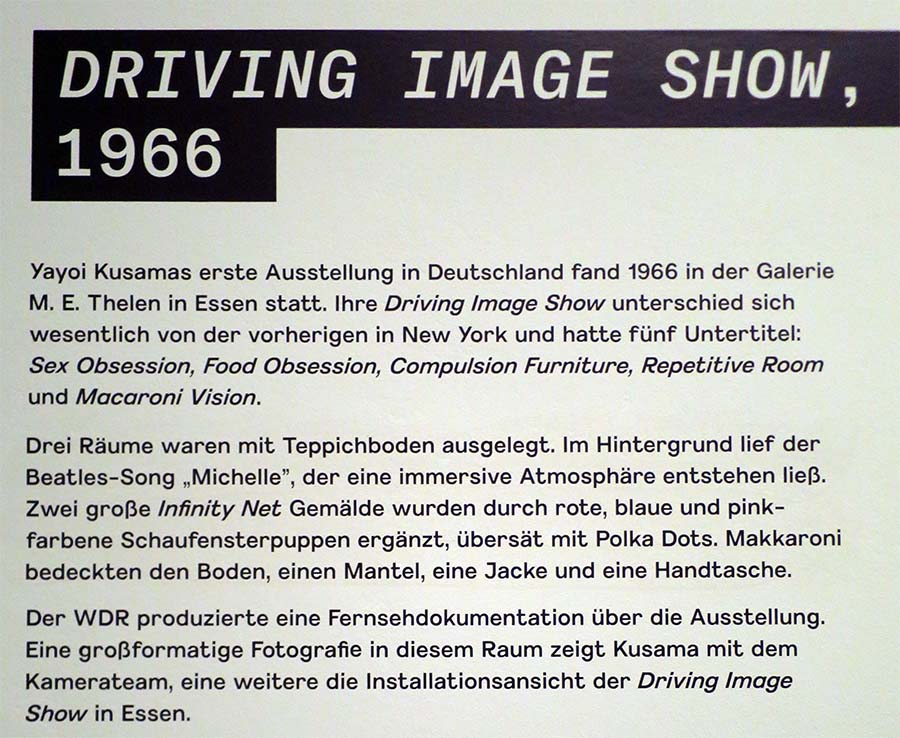 DRIVING IMAGE SHOW,
1966
Yayoi Kusamas erste Ausstellung in Deutschland fand 1966 in der Galerie
M. E. Thelen in Essen statt. Ihre Driving Image Show unterschied sich
wesentlich von der vorherigen in New York und hatte fünf Untertitel:
Sex Obsession, Food Obsession, Compulsion Furniture, Repetitive Room
und Macaroni Vision.
Drei Räume waren mit Teppichboden ausgelegt. Im Hintergrund lief der
Beatles-Song „Michelle”, der eine immersive Atmosphäre entstehen ließ.
Zwei große Infinity Net Gemälde wurden durch rote, blaue und pink-
farbene Schaufensterpuppen ergänzt, übersät mit Polka Dots. Makkaroni
bedeckten den Boden, einen Mantel, eine Jacke und eine Handtasche.
Der WDR produzierte eine Fernsehdokumentation über die Ausstellung.
Eine großformatige Fotografie in diesem Raum zeigt Kusama mit dem
Kamerateam, eine weitere die Installationsansicht der Driving Image
Show in Essen.